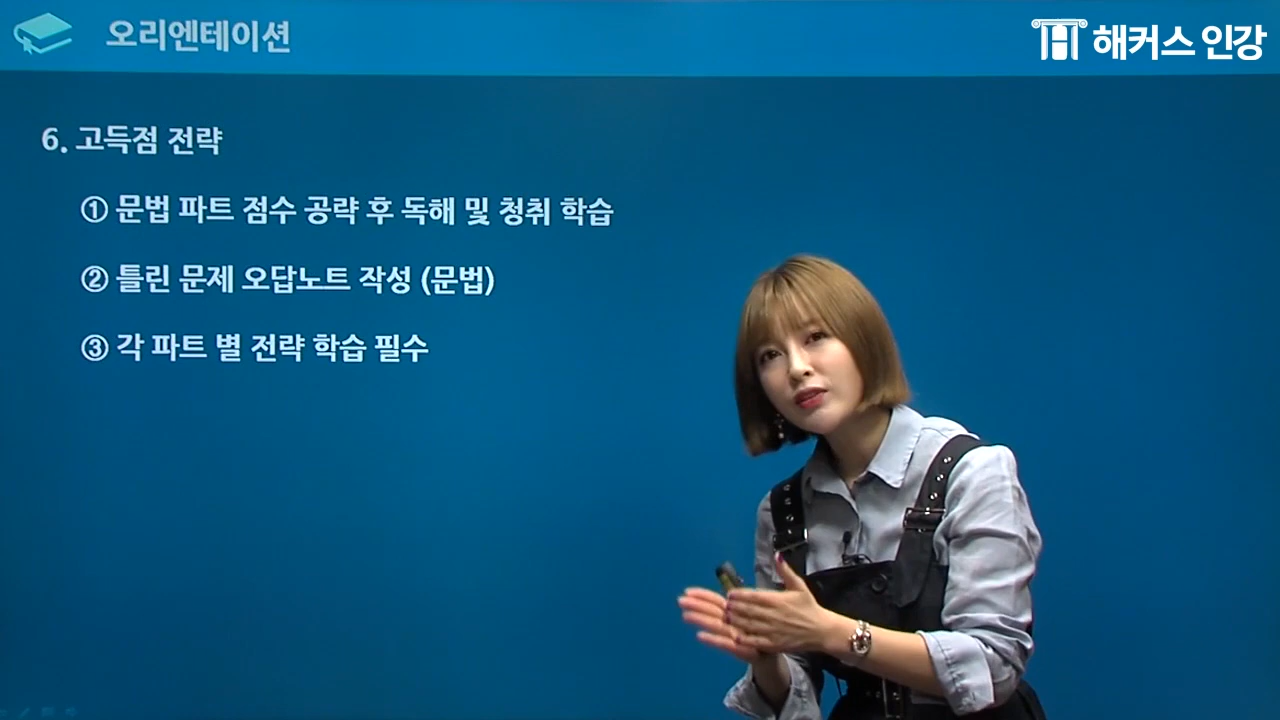 오리엔테이션
해커스 인강
6. 고득점 전략
① 문법 파트 점수 공략 후 독해 및 청취 학습
② 틀린 문제 오답노트 작성 (문법)
③ 각 파트 별 전략 학습 필수